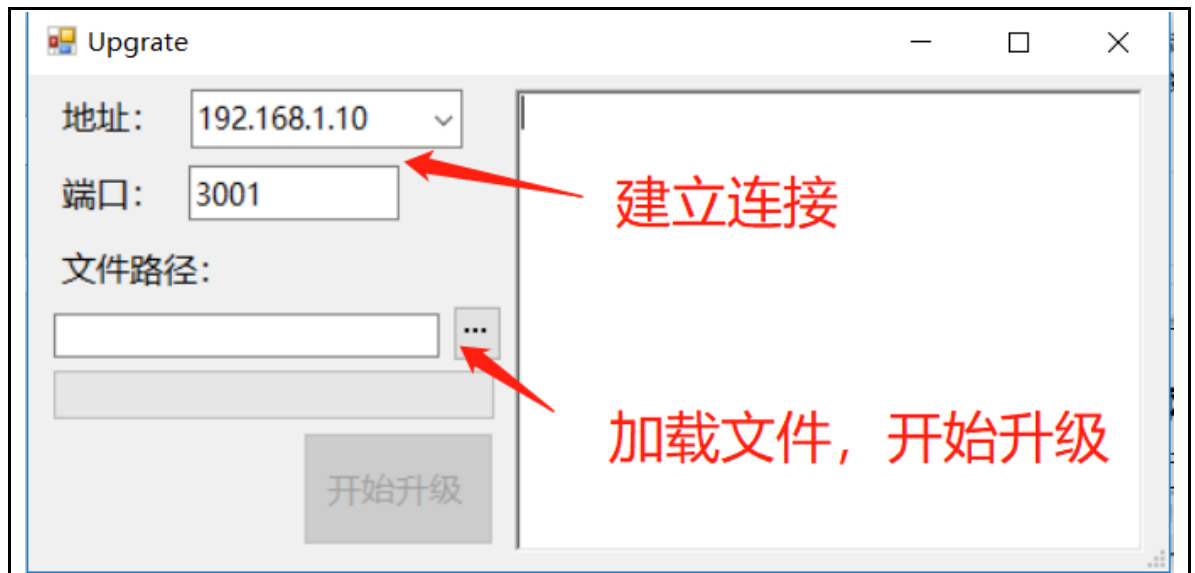 Upgrate
地址：
192.168.1.10
端口：
3001
建立连接
文件路径：
...
加载文件，开始升级
开始升级